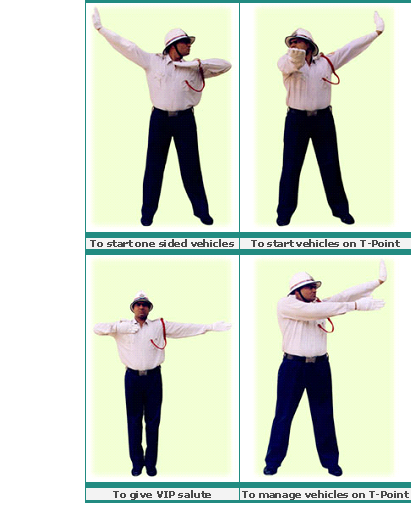 To start one sided vehicles
To start vehicles on T-Point
To give VIP salute
To manage vehicles on T-Point